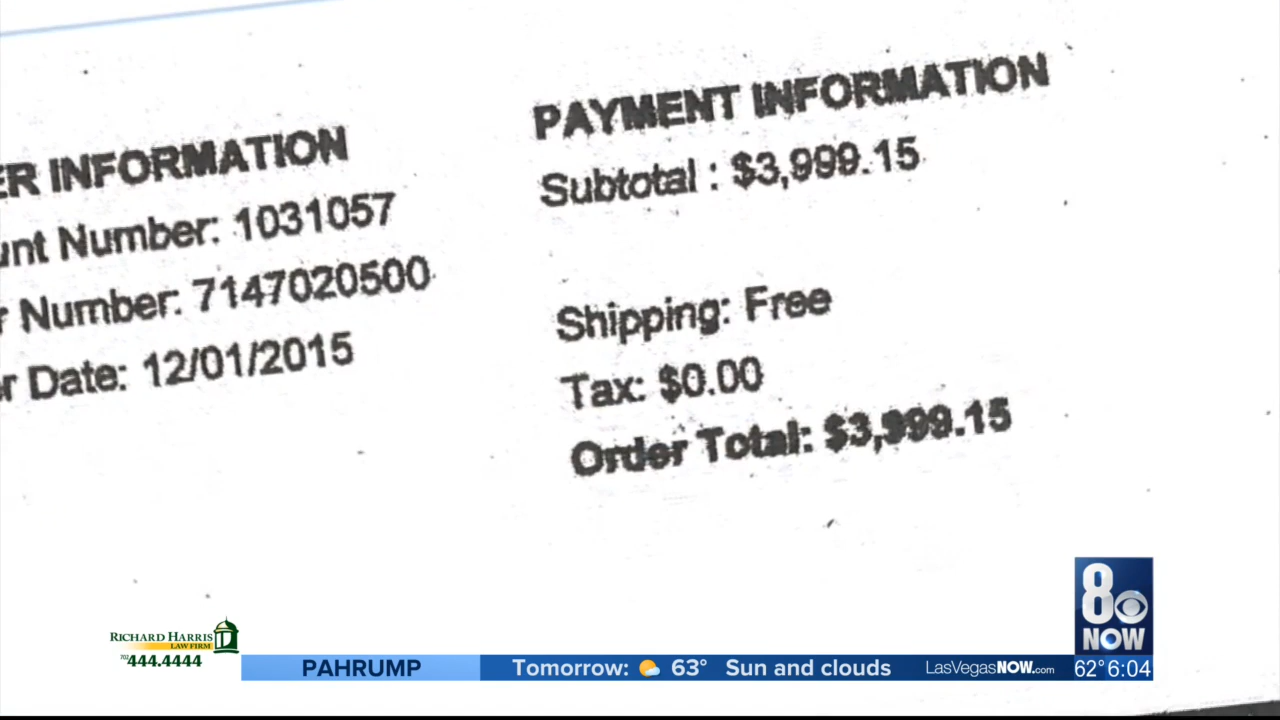 ER INFORMATION
unt Number: 1031057
r Number: 7147020500
r Date: 12/01/2015
PAYMENT INFORMATION
Subtotal : $3,999.15
Shipping: Free
Tax: $0.00
Order Total: $3,999.15
RICHARD HARRIS
LAW FIRM
702 444.4444
PAHRUMP
Tomorrow: 63° Sun and clouds
LasVegasNOW.com
8
NOW
62° 6:04